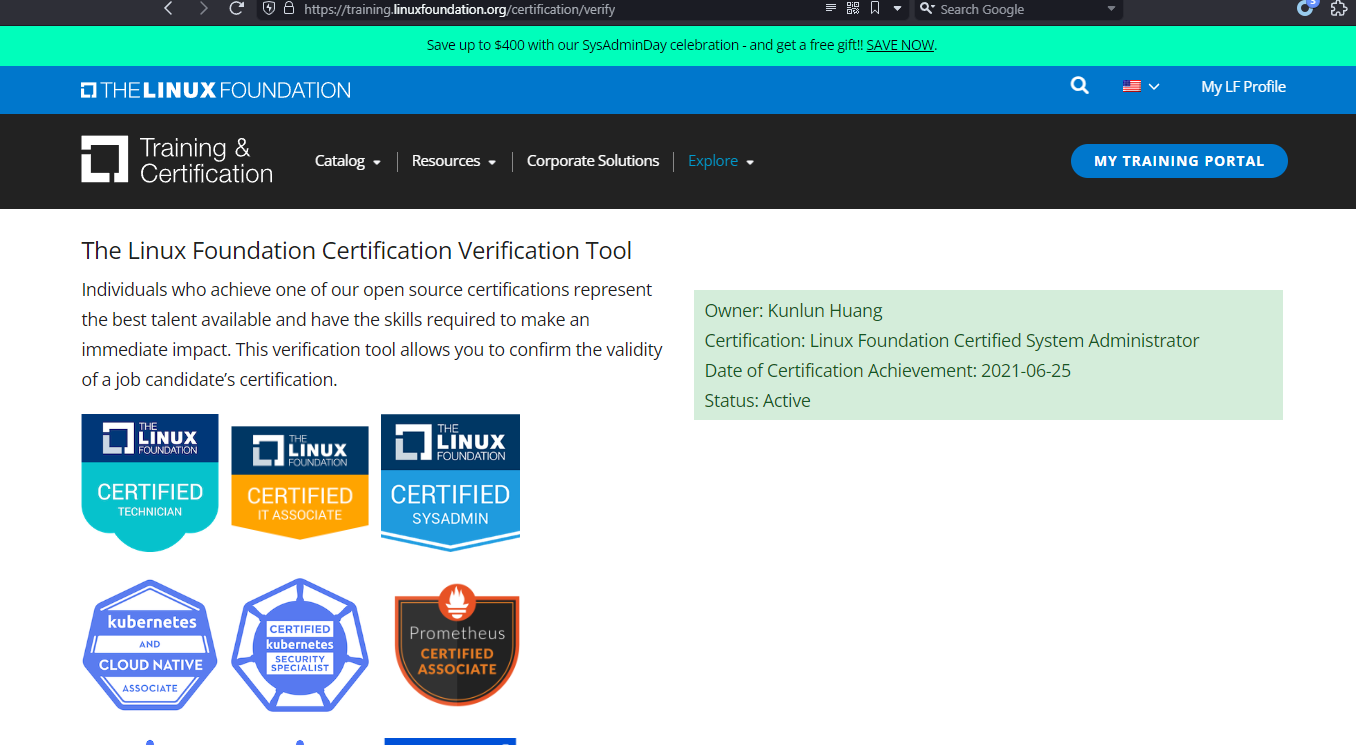 https://training.linuxfoundation.org/certification/verify
Search Google
3
Save up to $400 with our SysAdminDay celebration - and get a free gift!! SAVE NOW.
THE LINUX FOUNDATION
My LF Profile
Training &
Certification
Catalog
Resources
Corporate Solutions
Explore
MY TRAINING PORTAL
The Linux Foundation Certification Verification Tool
Individuals who achieve one of our open source certifications represent
the best talent available and have the skills required to make an
immediate impact. This verification tool allows you to confirm the validity
of a job candidate’s certification.
Owner: Kunlun Huang
Certification: Linux Foundation Certified System Administrator
Date of Certification Achievement: 2021-06-25
Status: Active
THE
LINUX
FOUNDATION
CERTIFIED
TECHNICIAN
THE
LINUX
FOUNDATION
CERTIFIED
IT ASSOCIATE
THE
LINUX
FOUNDATION
CERTIFIED
SYSADMIN
kubernetes
AND
CLOUD NATIVE
ASSOCIATE
CERTIFIED
kubernetes
SECURITY
SPECIALIST
Prometheus
CERTIFIED
ASSOCIATE